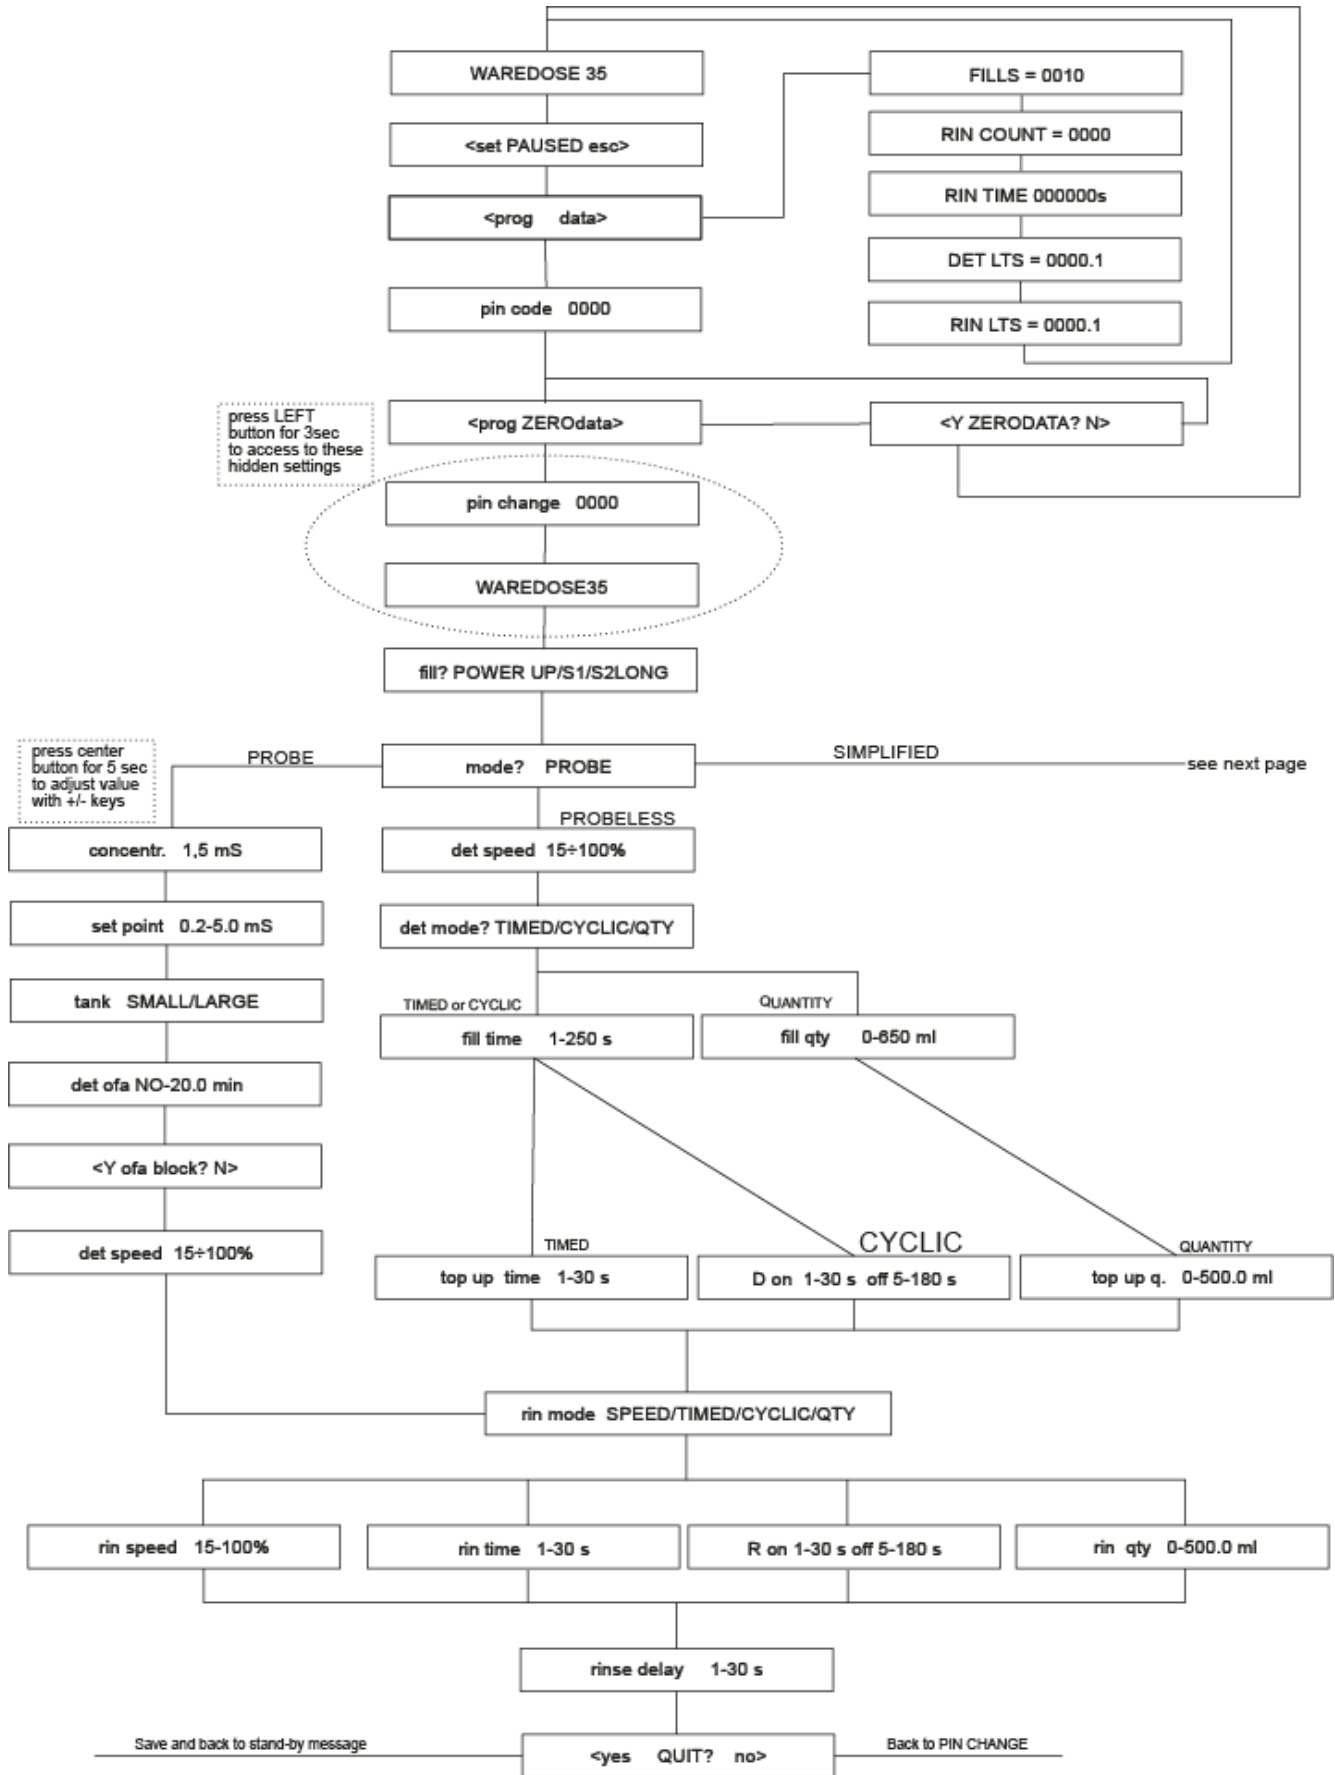 WAREDOSE 35
FILLS = 0010
<set PAUSED esc>
RIN COUNT = 0000
RIN TIME 000000s
<prog data>
DET LTS = 0000.1
pin code 0000
RIN LTS = 0000.1
press LEFT
button for 3sec
to access to these
hidden settings
<prog ZEROdata>
<Y ZERODATA? N>
pin change 0000
WAREDOSE35
fill? POWER UP/S1/S2LONG
press center
button for 5 sec
to adjust value
with +/- keys
PROBE
mode? PROBE
SIMPLIFIED
see next page
PROBELESS
concentr. 1,5 mS
det speed 15÷100%
set point 0.2-5.0 mS
det mode? TIMED/CYCLIC/QTY
tank SMALL/LARGE
TIMED or CYCLIC
QUANTITY
fill time 1-250 s
fill qty 0-650 ml
det ofa NO-20.0 min
<Y ofa block? N>
det speed 15÷100%
TIMED
CYCLIC
QUANTITY
top up time 1-30 s
D on 1-30 s off 5-180 s
top up q. 0-500.0 ml
rin mode SPEED/TIMED/CYCLIC/QTY
rin speed 15-100%
rin time 1-30 s
R on 1-30 s off 5-180 s
rin qty 0-500.0 ml
rinse delay 1-30 s
Save and back to stand-by message
<yes QUIT? no>
Back to PIN CHANGE